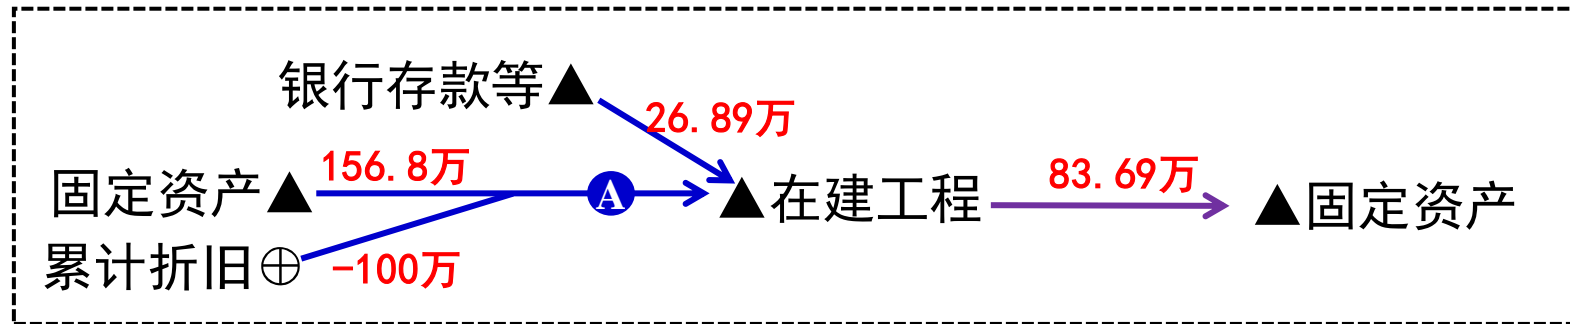 银行存款等▲
26.89万
固定资产▲
156.8万
A
▲在建工程
83.69万
▲固定资产
累计折旧⊕
-100万